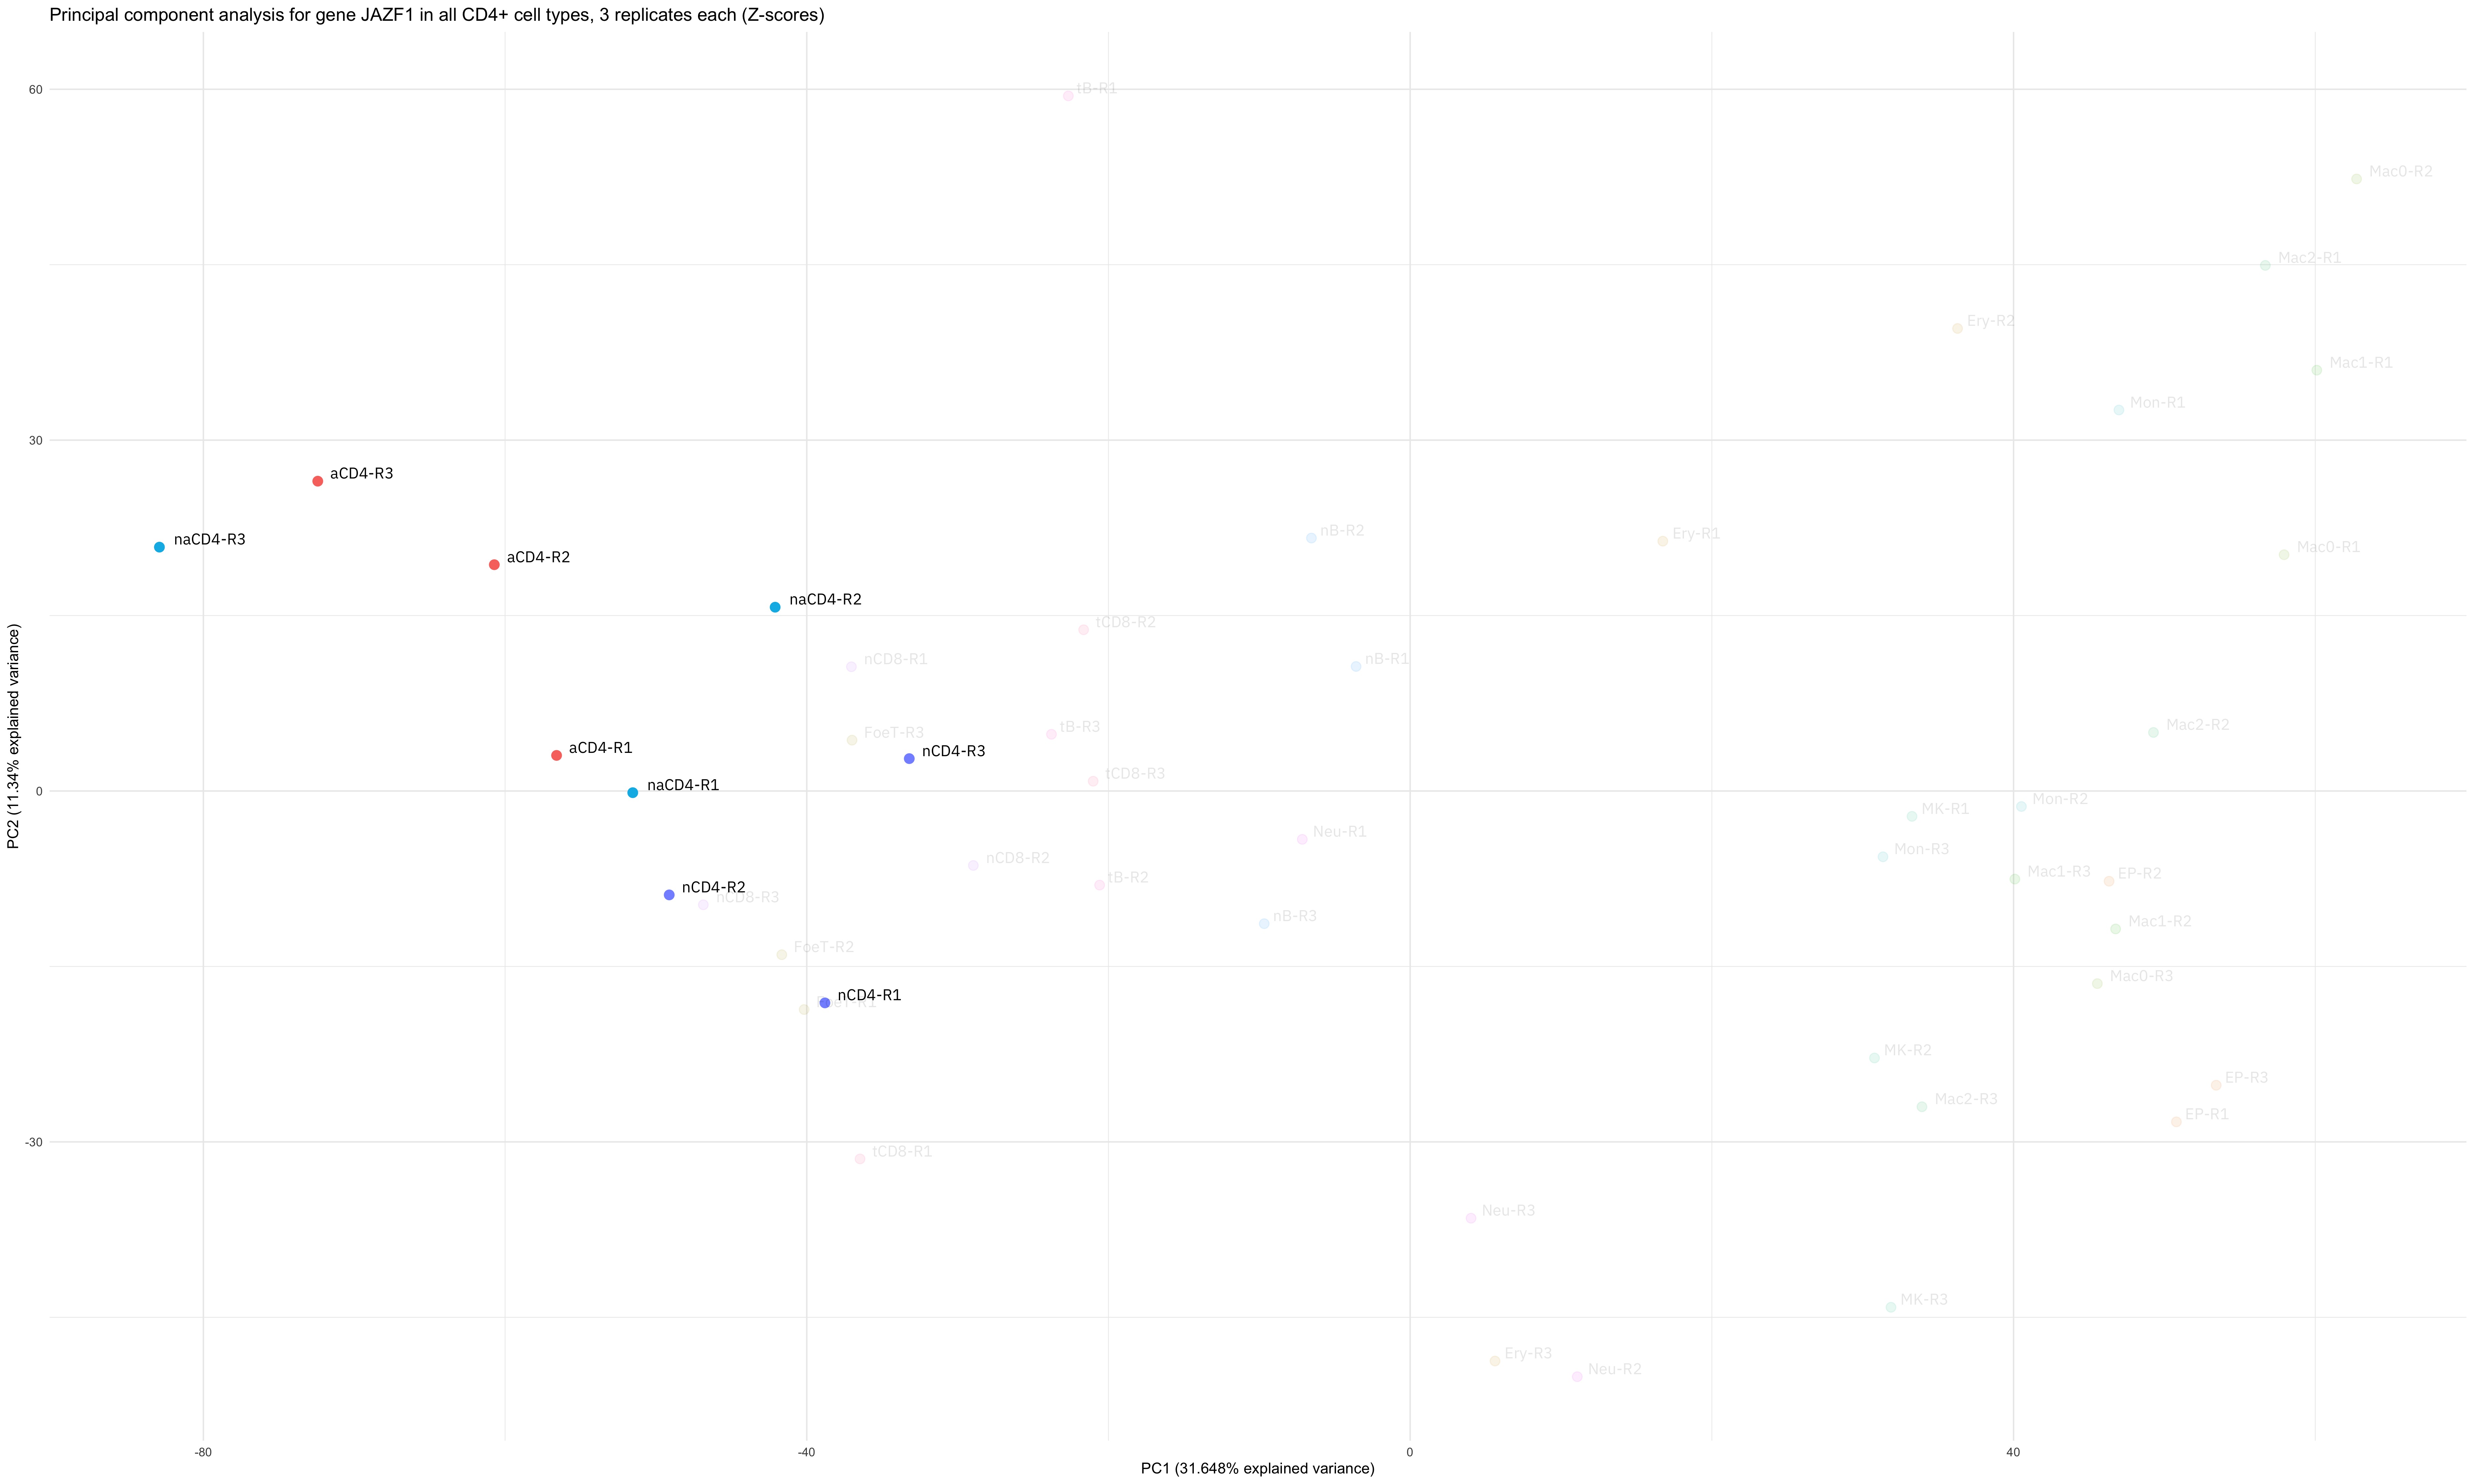 Principal component analysis for gene JAZF1 in all CD4+ cell types, 3 replicates each (Z-scores)
60
tB-R1
Mac0-R2
Mac2-R1
Ery-R2
Mac1-R1
Mon-R1
30
aCD4-R3
nB-R2
Ery-R1
naCD4-R3
Mac0-R1
aCD4-R2
naCD4-R2
tCD8-R2
nCD8-R1
nB-R1
Mac2-R2
tB-R3
FoeT-R3
aCD4-R1
nCD4-R3
tCD8-R3
naCD4-R1
0
Mon-R2
MK-R1
Neu-R1
Mon-R3
nCD8-R2
Mac1-R3
EP-R2
tB-R2
nCD4-R2
nCD8-R3
nB-R3
Mac1-R2
FoeT-R2
Mac0-R3
nCD4-R1
MK-R2
EP-R3
Mac2-R3
EP-R1
-30
tCD8-R1
Neu-R3
MK-R3
Ery-R3
Neu-R2
PC2 (11.34% explained variance)
-80
-40
0
40
PC1 (31.648% explained variance)